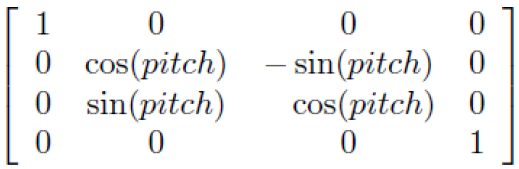 1 0 0 0
0 cos(pitch) − sin(pitch) 0
0 sin(pitch) cos(pitch) 0
0 0 0 1